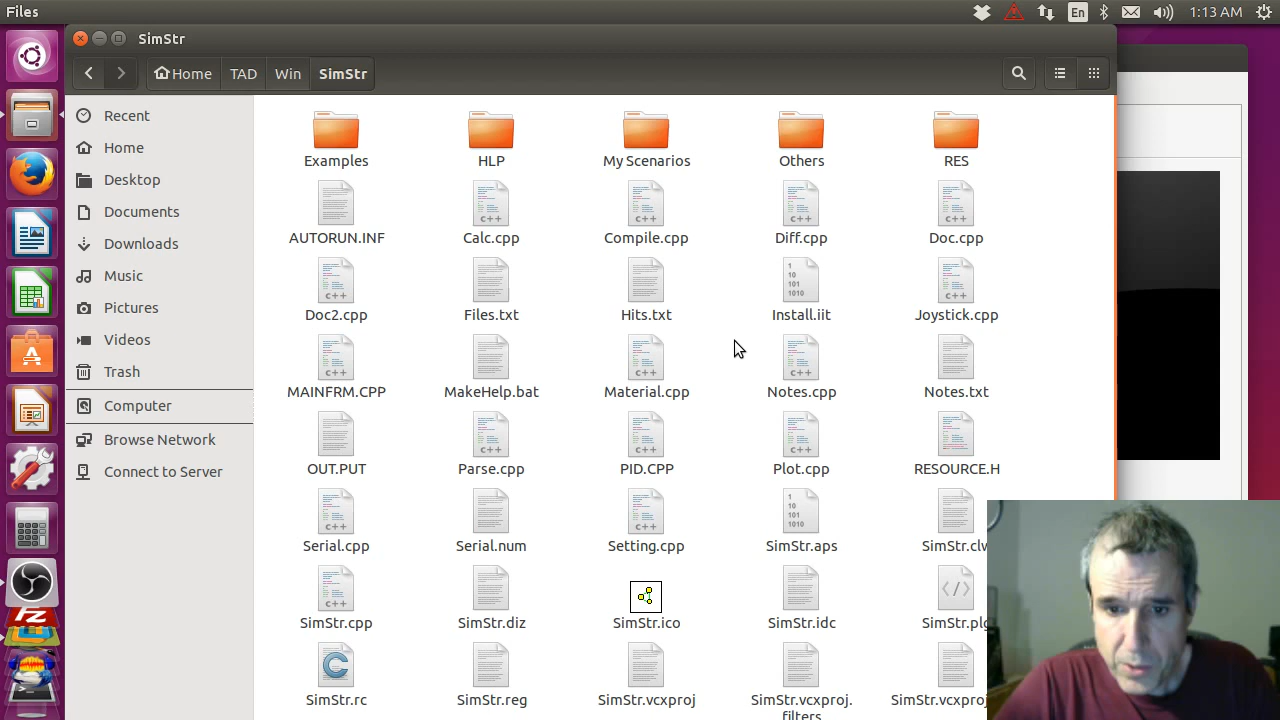 Files
En
1:13 AM
SimStr
Home
TAD
Win
SimStr
Recent
Home
Desktop
Documents
Downloads
Music
Pictures
Videos
Trash
Computer
Browse Network
Connect to Server
Examples
HLP
My Scenarios
Others
RES
AUTORUN.INF
Calc.cpp
Compile.cpp
Diff.cpp
Doc.cpp
Doc2.cpp
Files.txt
Hits.txt
Install.iit
Joystick.cpp
MAINFRM.CPP
MakeHelp.bat
Material.cpp
Notes.cpp
Notes.txt
OUT.PUT
Parse.cpp
PID.CPP
Plot.cpp
RESOURCE.H
Serial.cpp
Serial.num
Setting.cpp
SimStr.aps
SimStr.clw
SimStr.cpp
SimStr.diz
SimStr.ico
SimStr.idc
SimStr.plg
SimStr.rc
SimStr.reg
SimStr.vcxproj
SimStr.vcxproj.
filters
SimStr.vcxproj